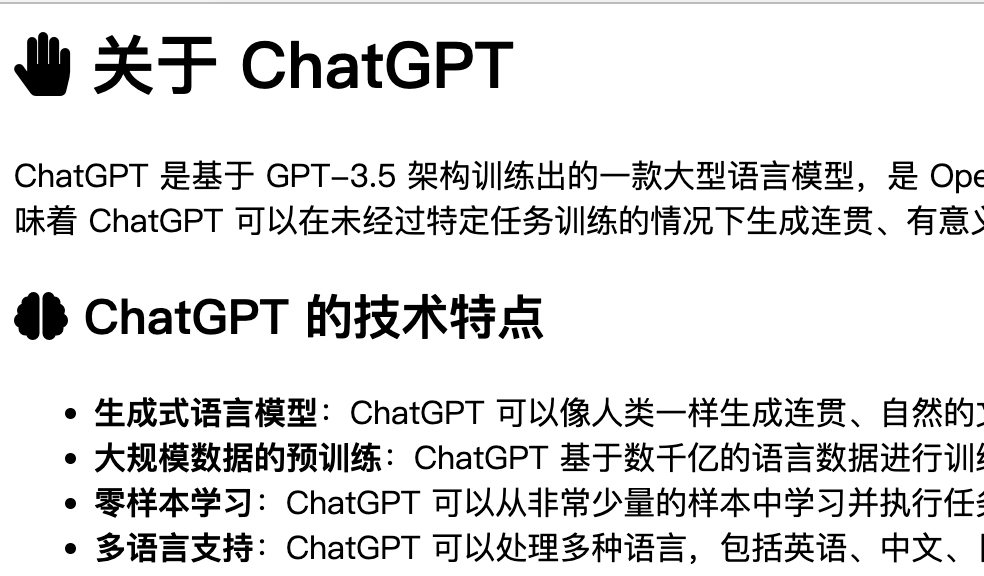 关于 ChatGPT
ChatGPT 是基于 GPT-3.5 架构训练出的一款大型语言模型，是 Ope
味着 ChatGPT 可以在未经过特定任务训练的情况下生成连贯、有意义
ChatGPT 的技术特点
• 生成式语言模型：ChatGPT 可以像人类一样生成连贯、自然的
• 大规模数据的预训练：ChatGPT 基于数千亿的语言数据进行训练
• 零样本学习：ChatGPT 可以从非常少量的样本中学习并执行任务
• 多语言支持：ChatGPT 可以处理多种语言，包括英语、中文、